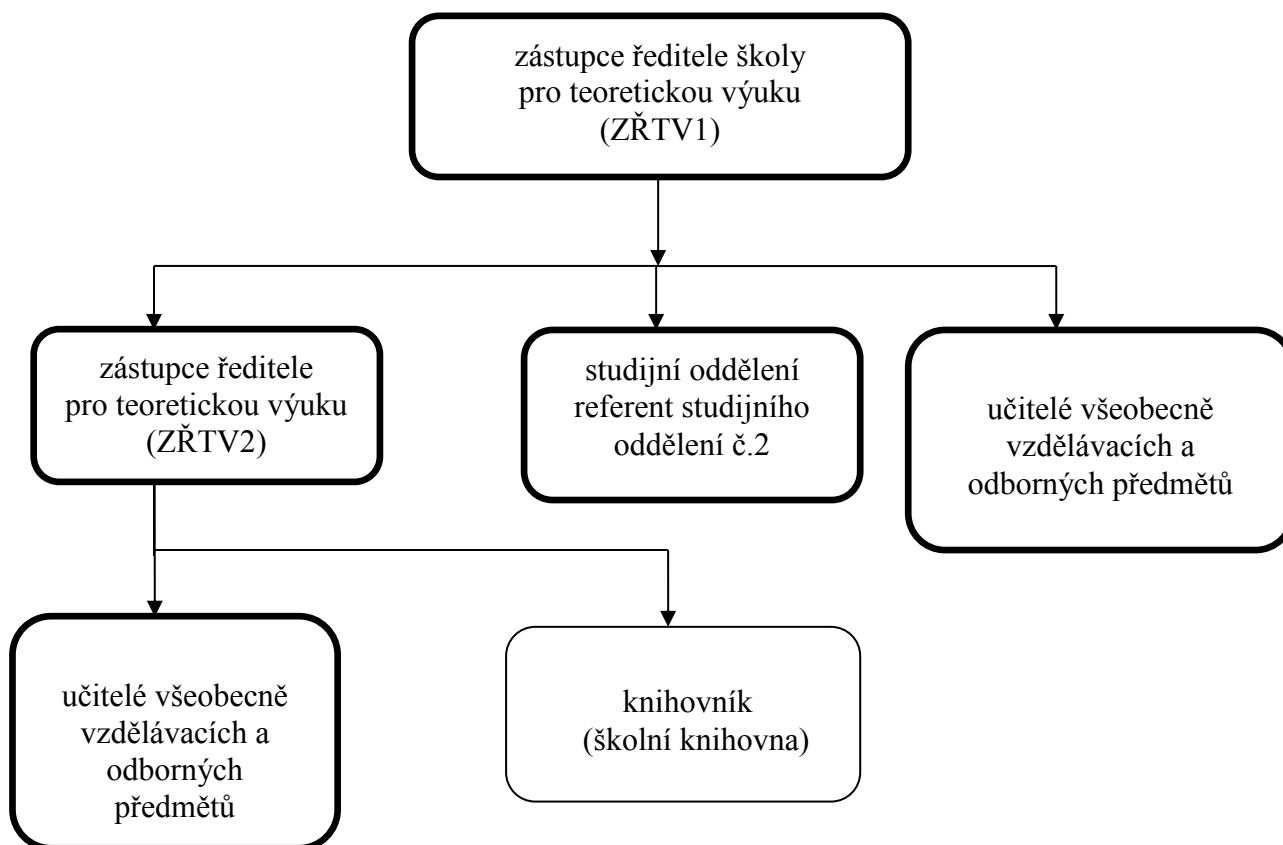 zástupce ředitele školy
pro teoretickou výuku
(ZŘTV1)
zástupce ředitele
pro teoretickou výuku
(ZŘTV2)
studijní oddělení
referent studijního
oddělení č.2
učitelé všeobecně
vzdělávacích a
odborných předmětů
učitelé všeobecně
vzdělávacích a
odborných
předmětů
knihovník
(školní knihovna)